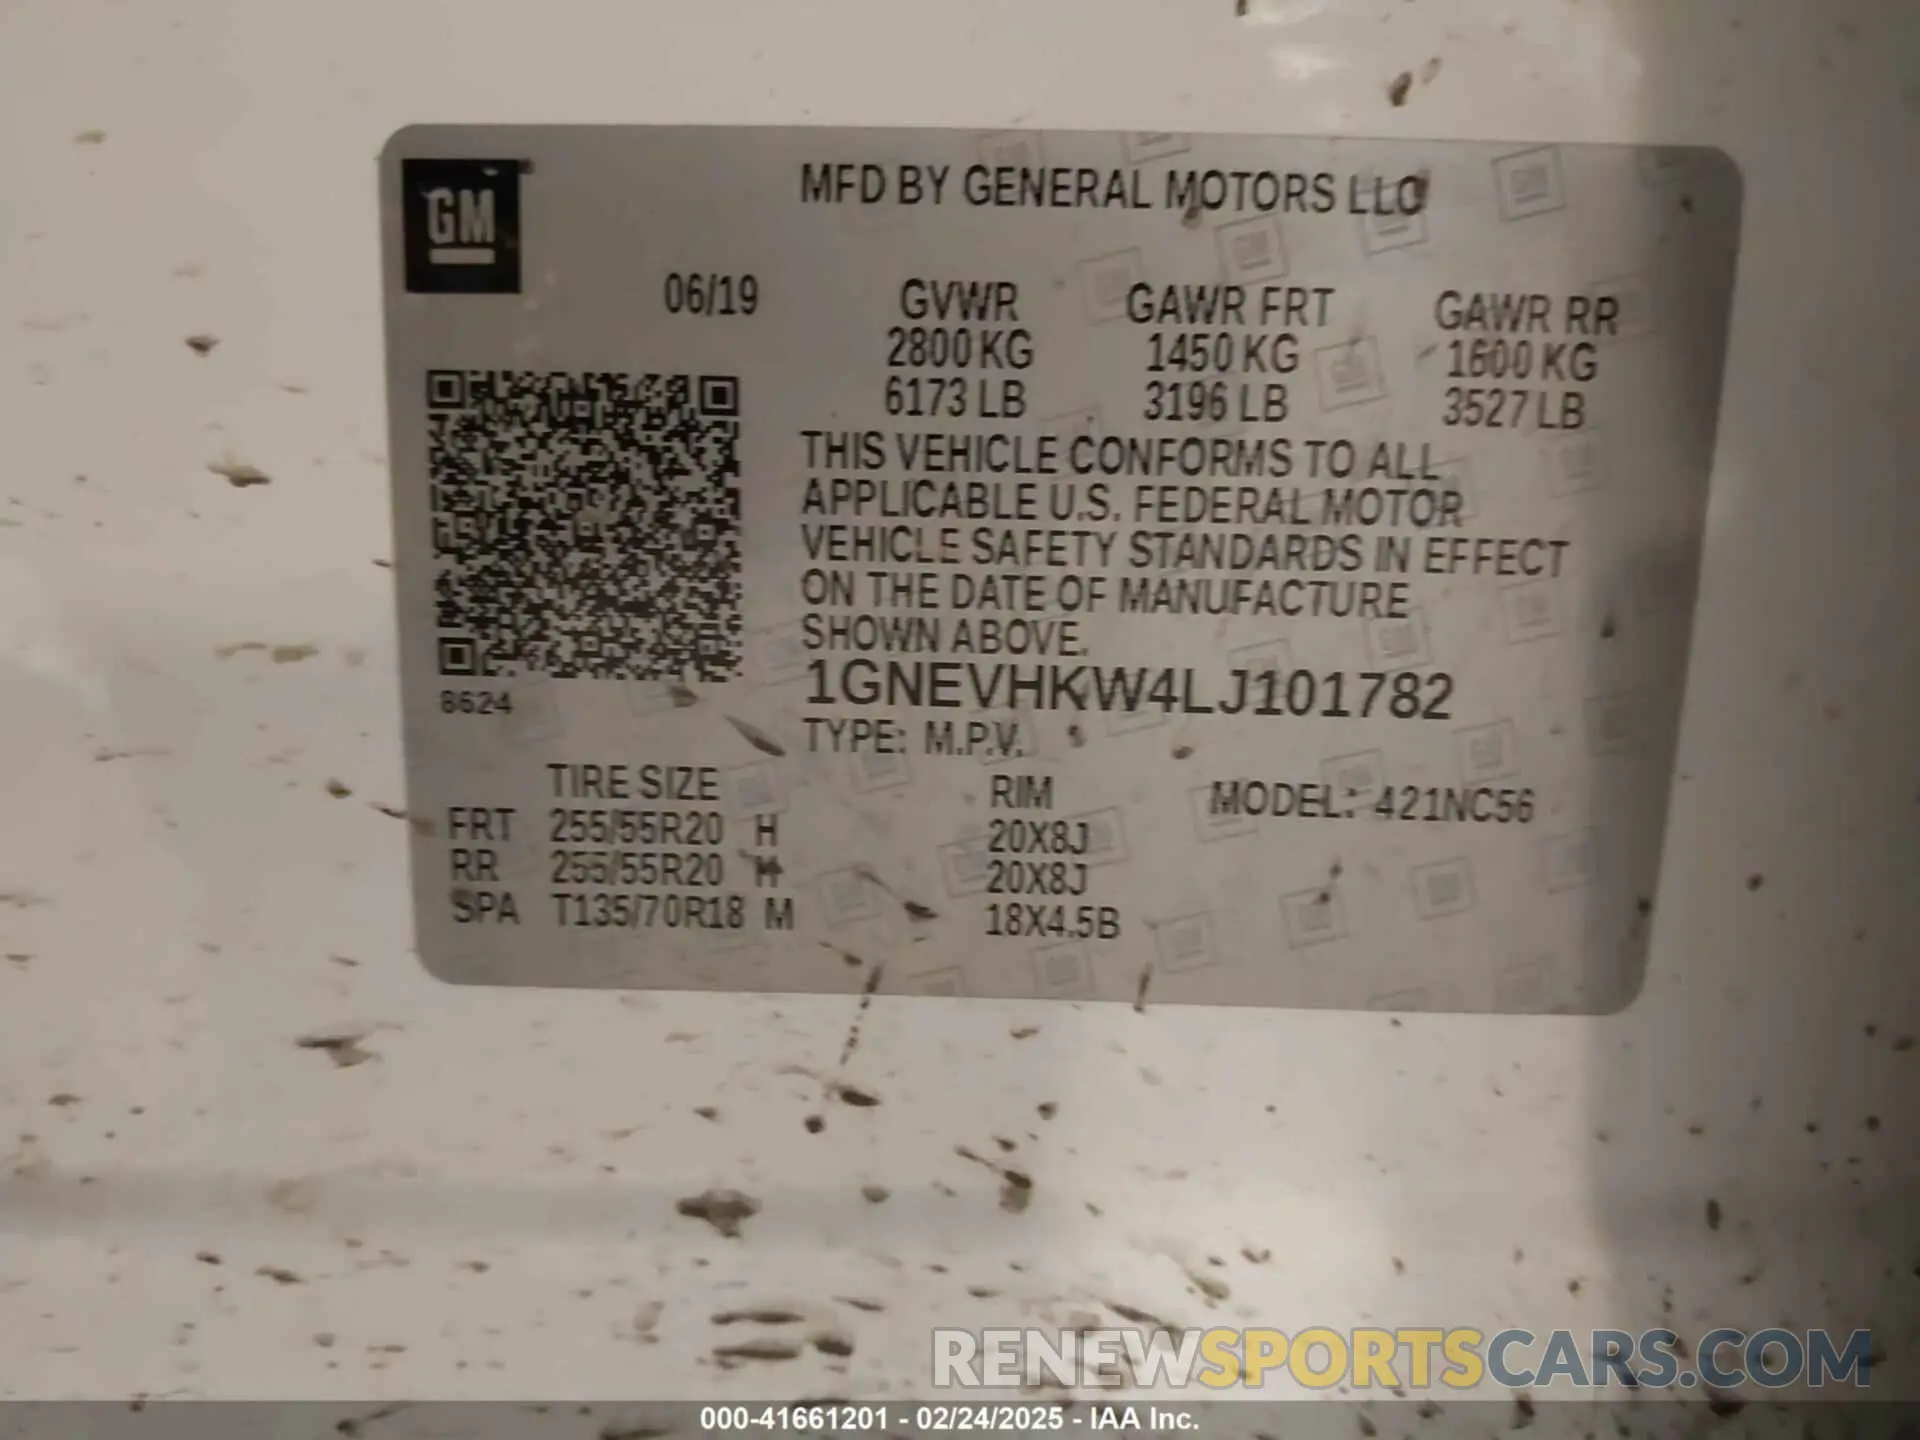 GM
MFD BY GENERAL MOTORS LLC
06/19 GVWR GAWR FRT GAWR RR
2800 KG 1450 KG 1600 KG
6173 LB 3196 LB 3527 LB
THIS VEHICLE CONFORMS TO ALL
APPLICABLE U.S. FEDERAL MOTOR
VEHICLE SAFETY STANDARDS IN EFFECT
ON THE DATE OF MANUFACTURE
SHOWN ABOVE.
1GNEVHKW4LJ101782
8624
TYPE: M.P.V.
TIRE SIZE RIM MODEL: 421NC56
FRT 255/55R20 H 20X8J
RR 255/55R20 H 20X8J
SPA T135/70R18 M 18X4.5B
RENEWSPORTSCARS.COM
000-41661201 - 02/24/2025 - IAA Inc.